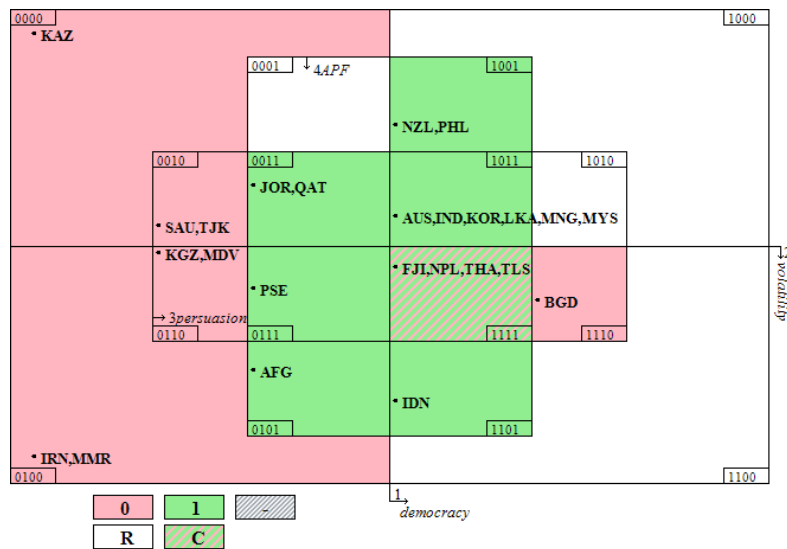 0000
1000
KAZ
0001
4APF
1001
NZL,PHL
0010
0011
1011
1010
JOR,QAT
SAU,TJK
AUS,IND,KOR,LKA,MNG,MYS
2
volatility
KGZ,MDV
FJI,NPL,THA,TLS
PSE
BGD
3persuasion
0110
0111
1111
1110
AFG
IDN
0101
1101
IRN,MMR
0100
1100
1
democracy
0
1
-
R
C